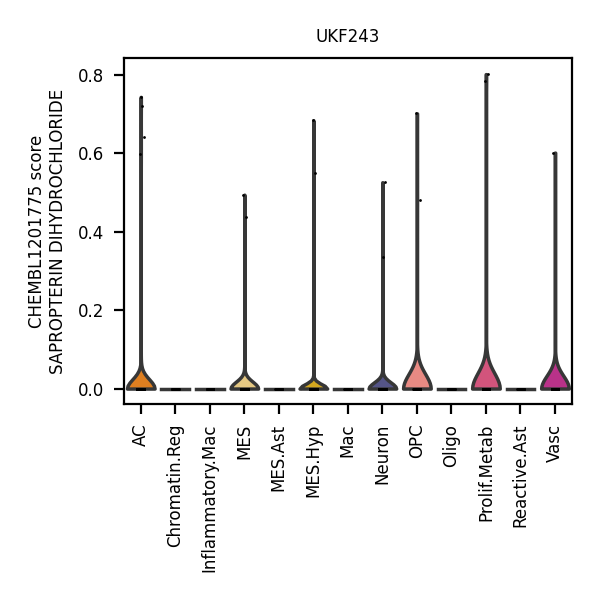 UKF243
CHEMBL1201775 score
SAPROPTERIN DIHYDROCHLORIDE
0.8
0.6
0.4
0.2
0.0
AC
Chromatin.Reg
Inflammatory.Mac
MES
MES.Ast
MES.Hyp
Mac
Neuron
OPC
Oligo
Prolif.Metab
Reactive.Ast
Vasc